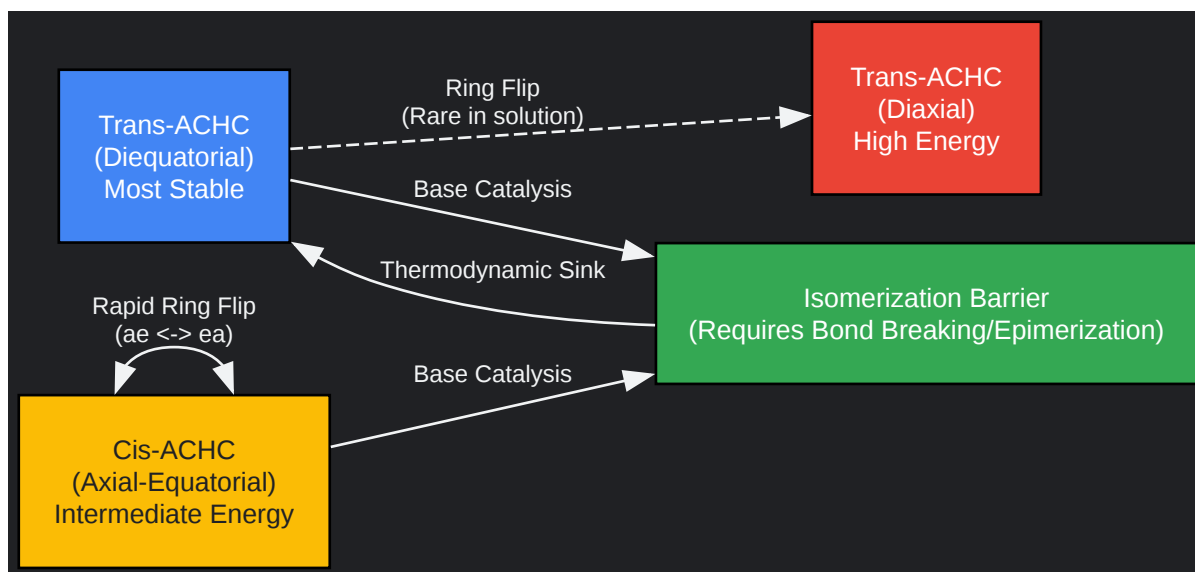 Trans-ACHC
(Diequatorial)
Most Stable
Ring Flip
(Rare in solution)
Trans-ACHC
(Diaxial)
High Energy
Base Catalysis
Thermodynamic Sink
Isomerization Barrier
(Requires Bond Breaking/Epimerization)
Rapid Ring Flip
(ae <-> ea)
Base Catalysis
Cis-ACHC
(Axial-Equatorial)
Intermediate Energy